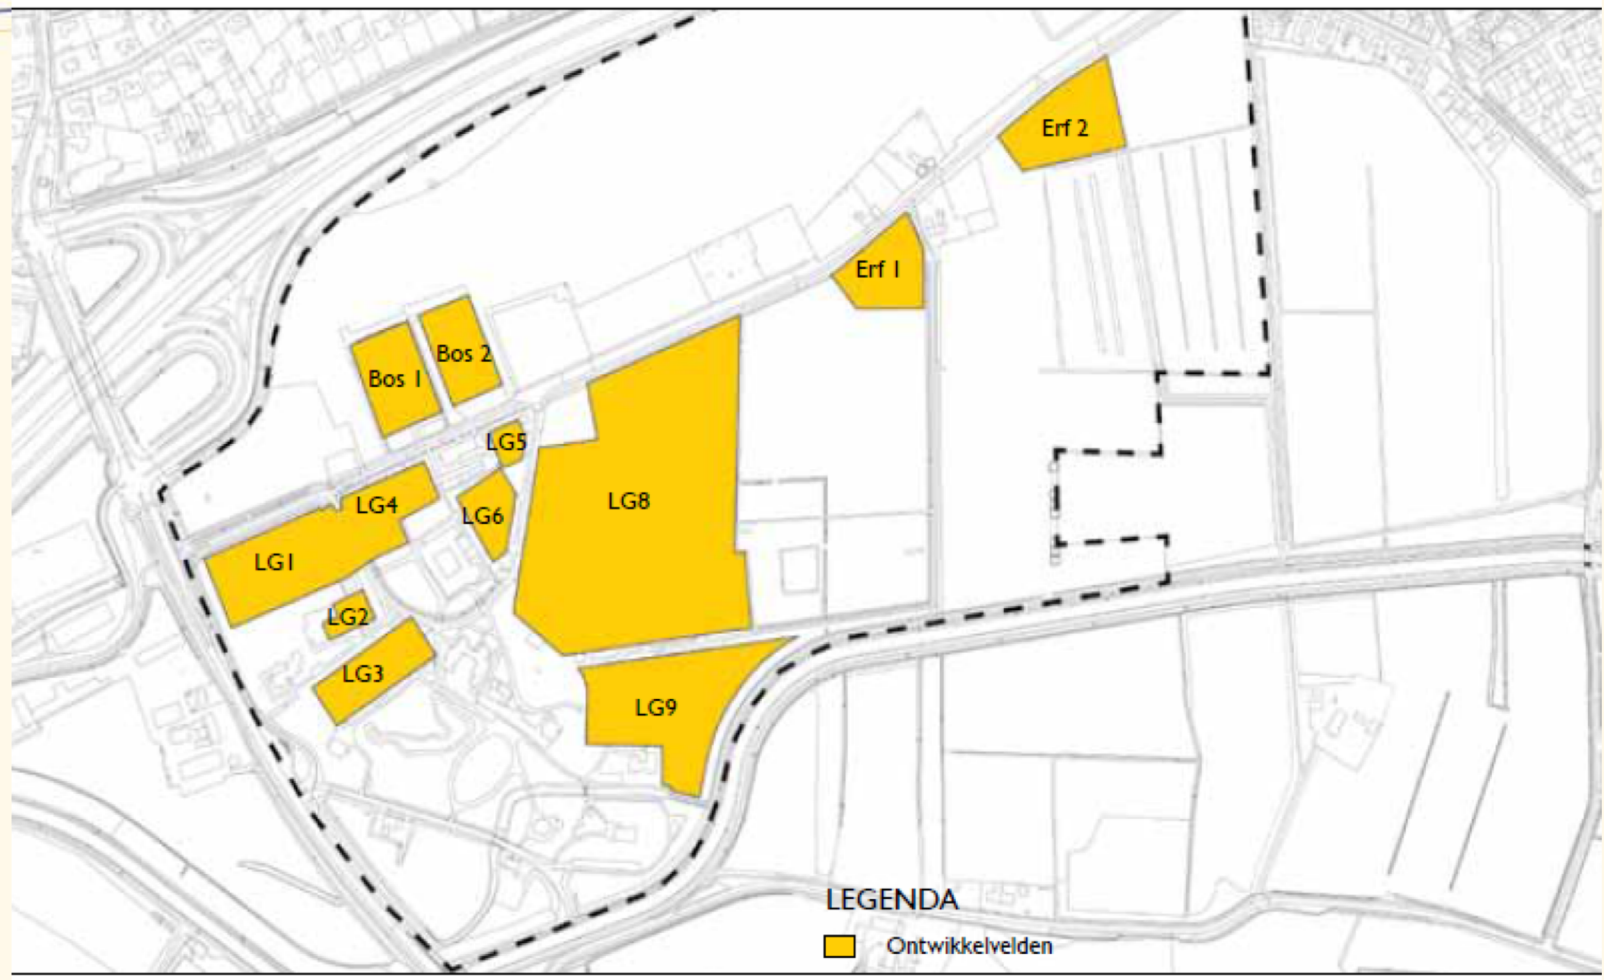 Erf 2
Erf 1
Bos 2
Bos 1
LG5
LG4
LG6
LG8
LG1
LG2
LG3
LG9
LEGENDA
Ontwikkelvelden